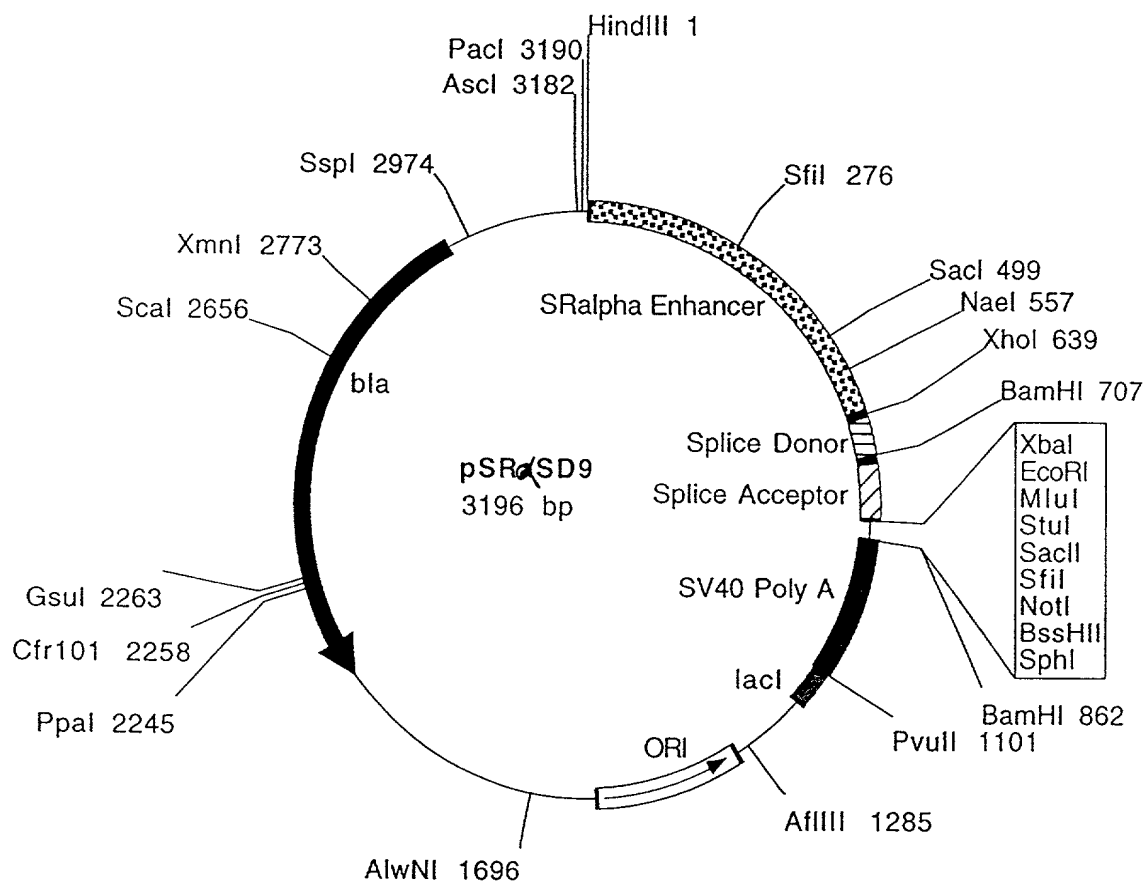 HindIII 1
PacI 3190
AscI 3182
SspI 2974
SfiI 276
XmnI 2773
SacI 499
NaeI 557
ScaI 2656
SRalpha Enhancer
XhoI 639
bla
BamHI 707
Splice Donor
pSRα/SD9
Splice Acceptor
3196 bp
XbaI
EcoRI
MluI
StuI
SacII
SfiI
NotI
BssHII
SphI
SV40 Poly A
GsuI 2263
Cfr101 2258
lacI
PpaI 2245
BamHI 862
PvuII 1101
ORI
AflIII 1285
AlwNI 1696